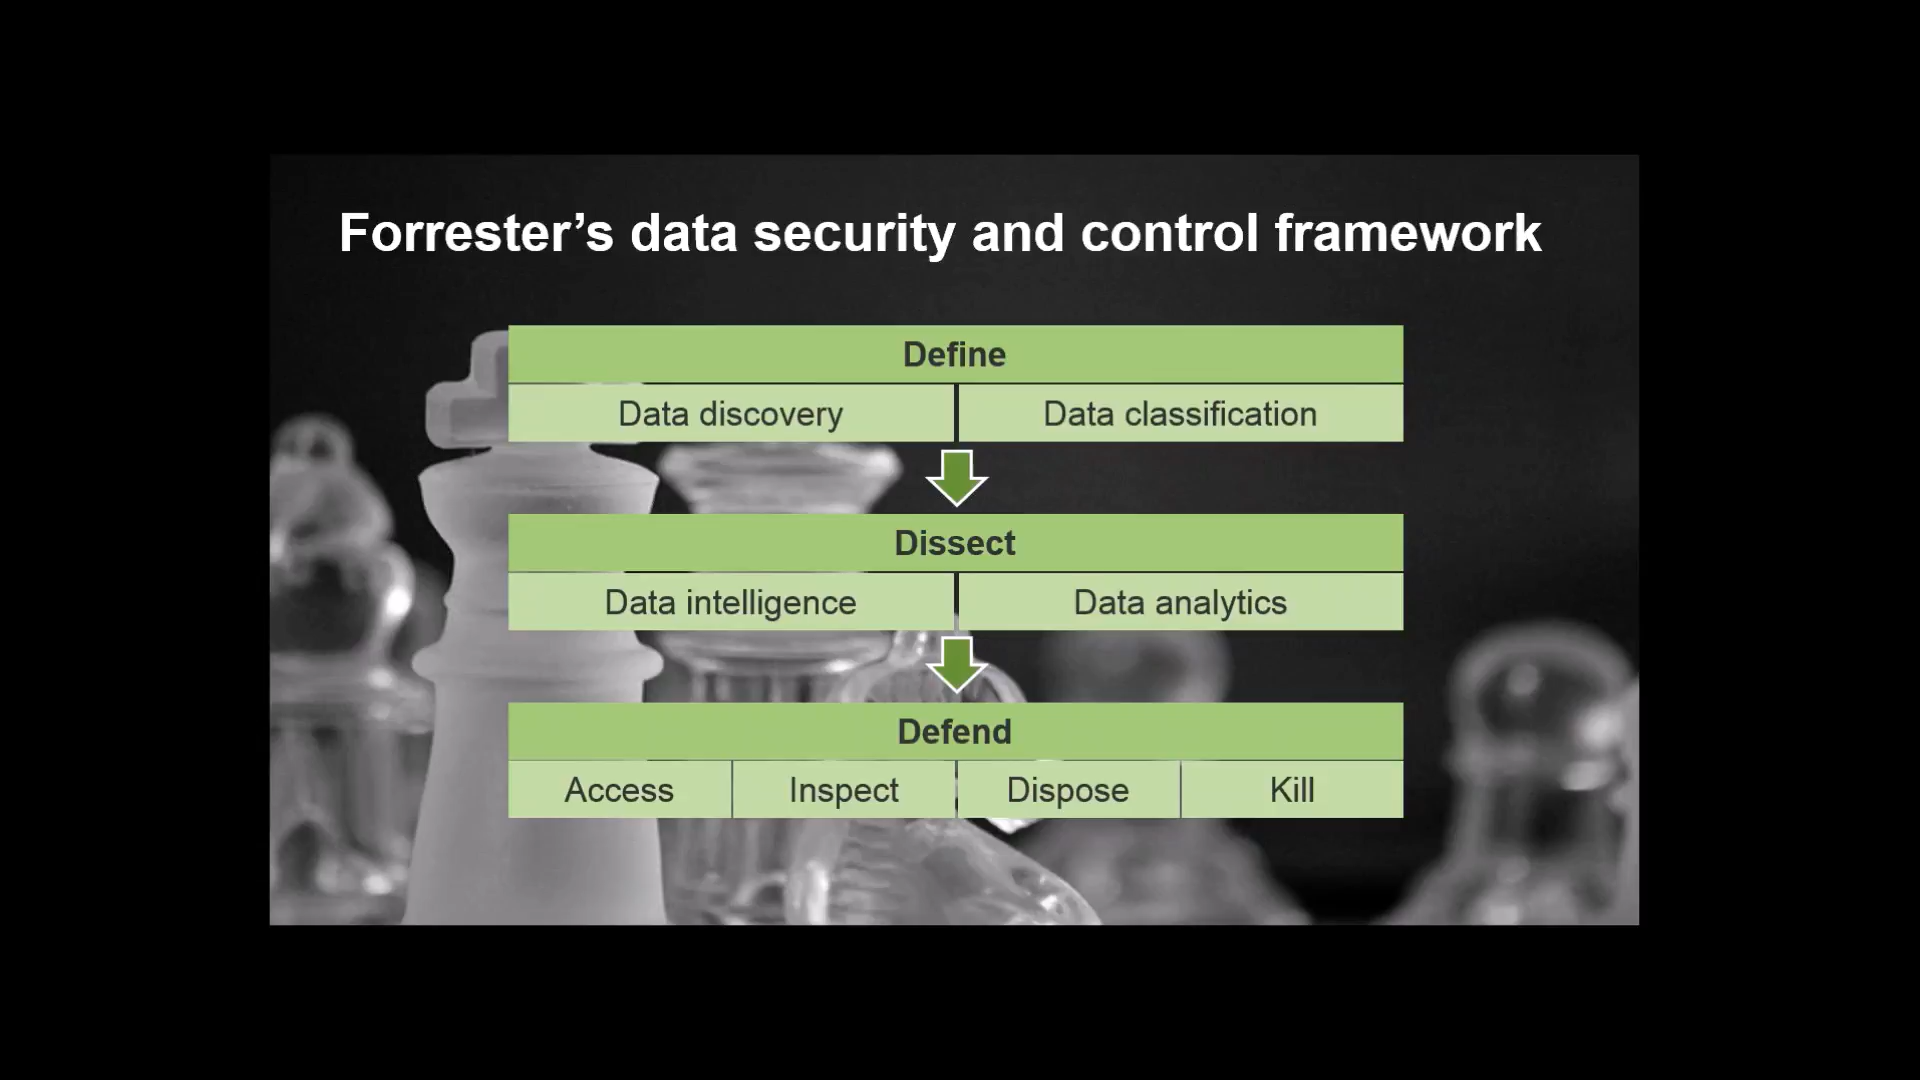 Forrester’s data security and control framework
Define
Data discovery
Data classification
Dissect
Data intelligence
Data analytics
Defend
Access
Inspect
Dispose
Kill